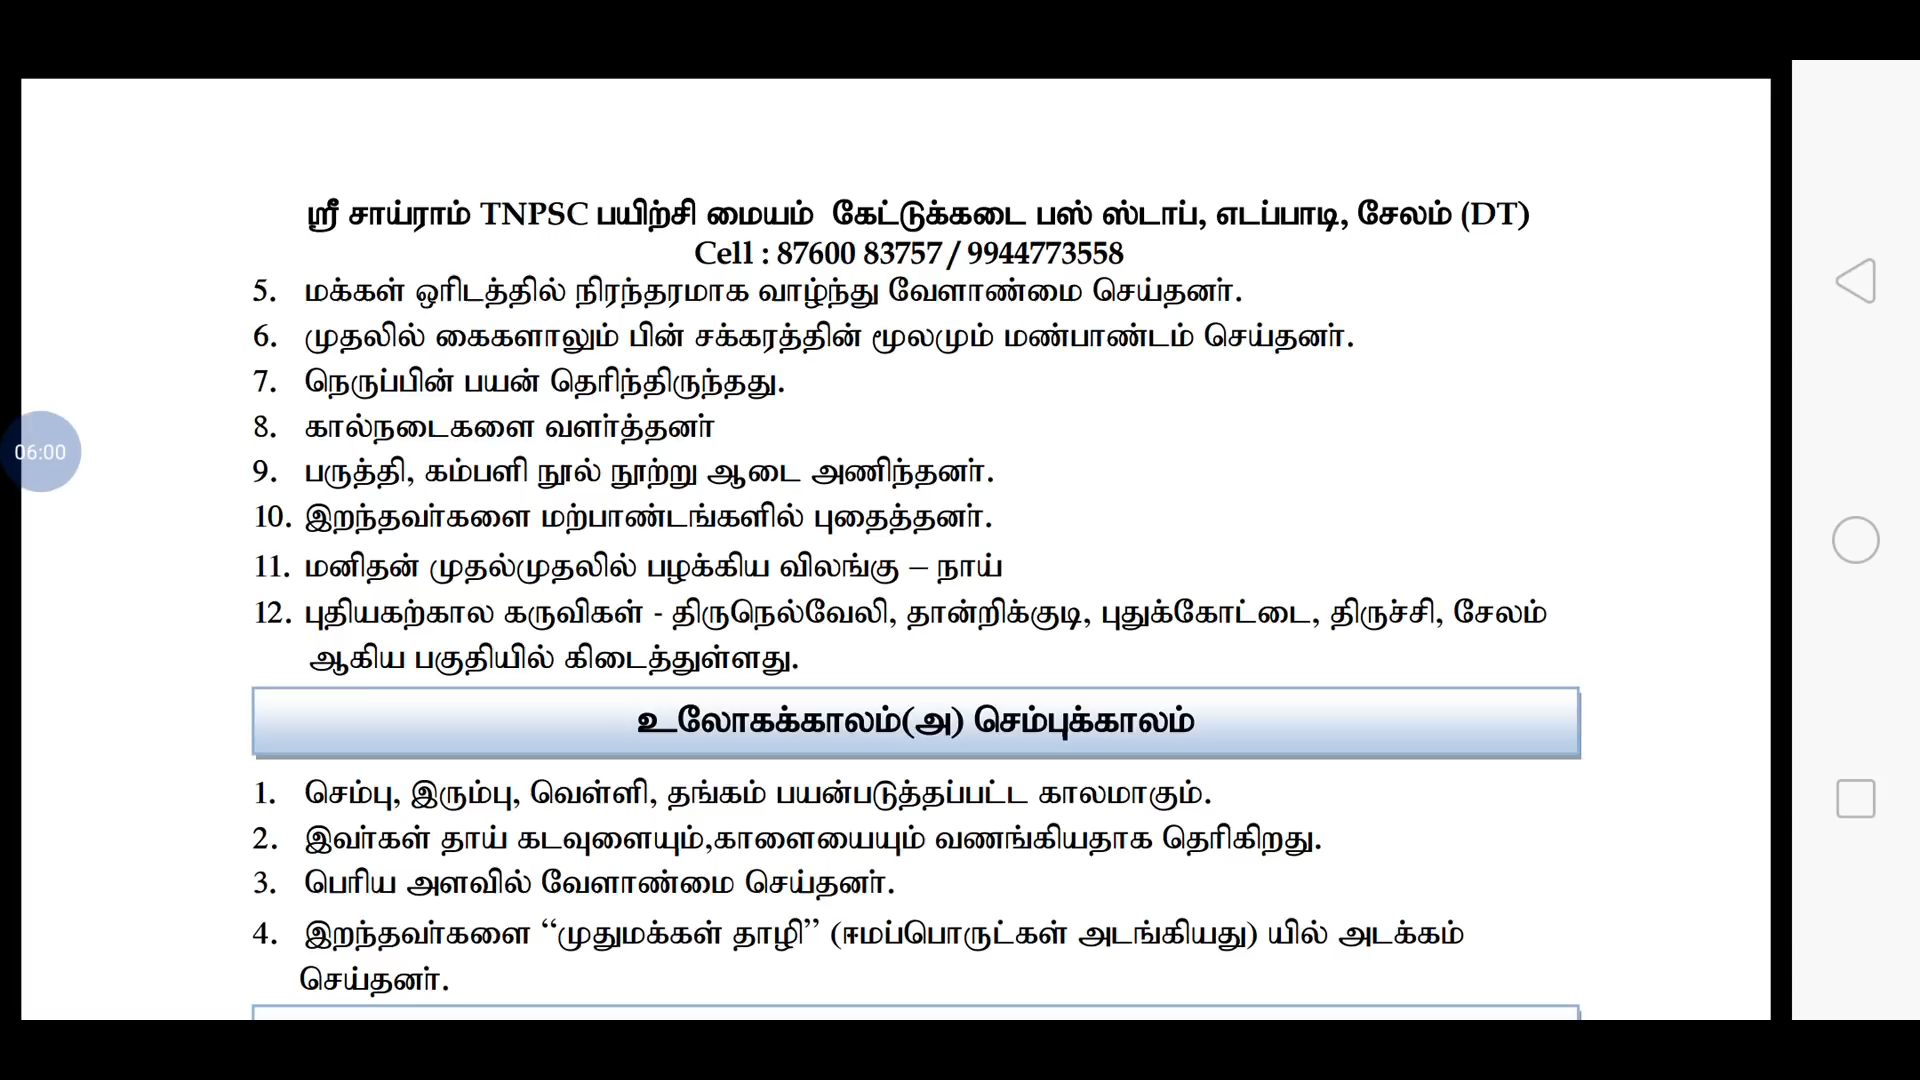 ஸ்ரீ சாய்ராம் TNPSC பயிற்சி மையம் கேட்டுக்கடை பஸ் ஸ்டாப், எடப்பாடி, சேலம் (DT)
Cell : 87600 83757 / 9944773558
5. மக்கள் ஒரிடத்தில் நிரந்தரமாக வாழ்ந்து வேளாண்மை செய்தனர்.
6. முதலில் கைகளாலும் பின் சக்கரத்தின் மூலமும் மண்பாண்டம் செய்தனர்.
7. நெருப்பின் பயன் தெரிந்திருந்தது.
06:00
8. கால்நடைகளை வளர்த்தனர்
9. பருத்தி, கம்பளி நூல் நூற்று ஆடை அணிந்தனர்.
10. இறந்தவர்களை மற்பாண்டங்களில் புதைத்தனர்.
11. மனிதன் முதல்முதலில் பழக்கிய விலங்கு – நாய்
12. புதியகற்கால கருவிகள் - திருநெல்வேலி, தான்றிக்குடி, புதுக்கோட்டை, திருச்சி, சேலம்
ஆகிய பகுதியில் கிடைத்துள்ளது.
உலோகக்காலம்(அ) செம்புக்காலம்
1. செம்பு, இரும்பு, வெள்ளி, தங்கம் பயன்படுத்தப்பட்ட காலமாகும்.
2. இவர்கள் தாய் கடவுளையும்,காளையையும் வணங்கியதாக தெரிகிறது.
3. பெரிய அளவில் வேளாண்மை செய்தனர்.
4. இறந்தவர்களை “முதுமக்கள் தாழி” (ஈமப்பொருட்கள் அடங்கியது) யில் அடக்கம்
செய்தனர்.